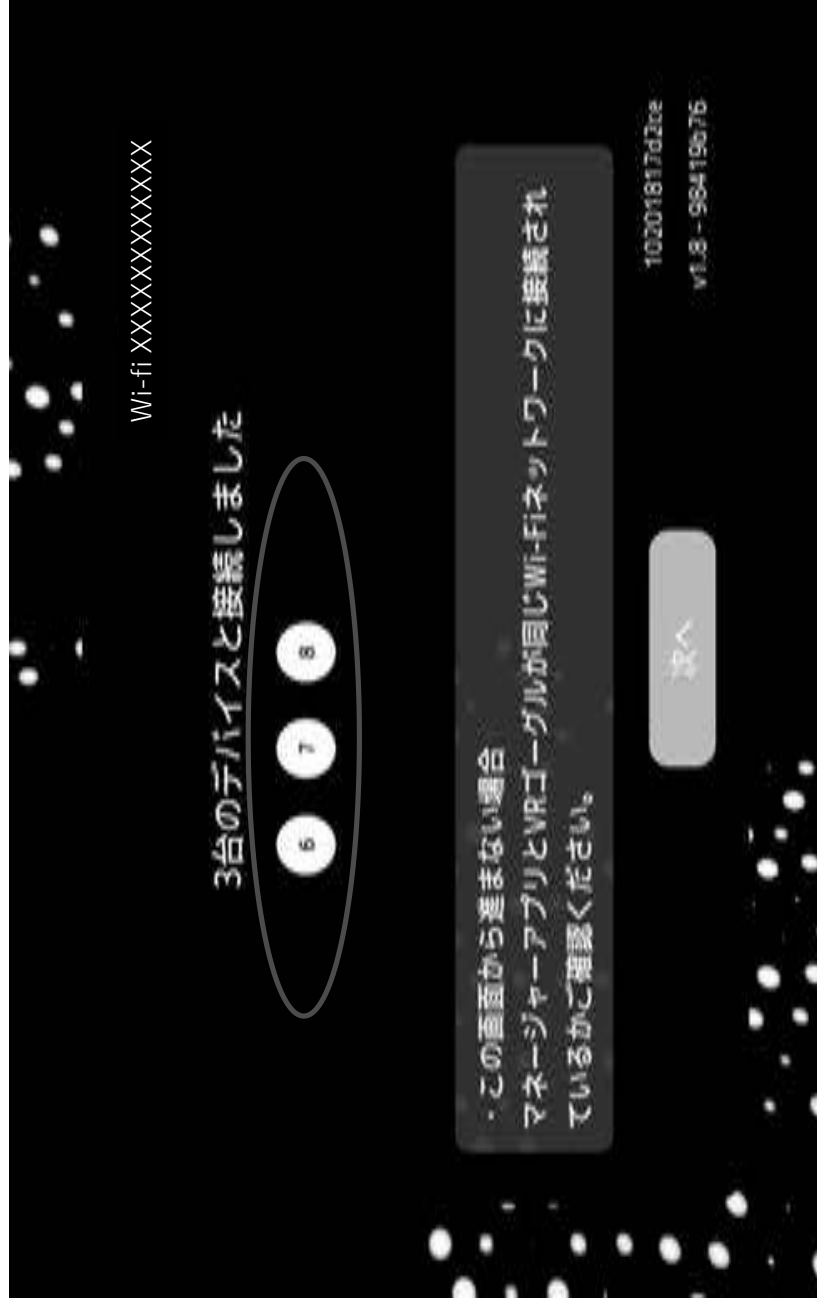 Wi-fi XXXXXXXXXXXXX
3台のデバイスと接続しました
6 7 8
・この画面から進まない場合
マネージャーアプリとVRゴーグルが同じWi-Fiネットワークに接続され
ているかご確認ください。
次へ
10201817d2ce
v1.8 - 98419b76